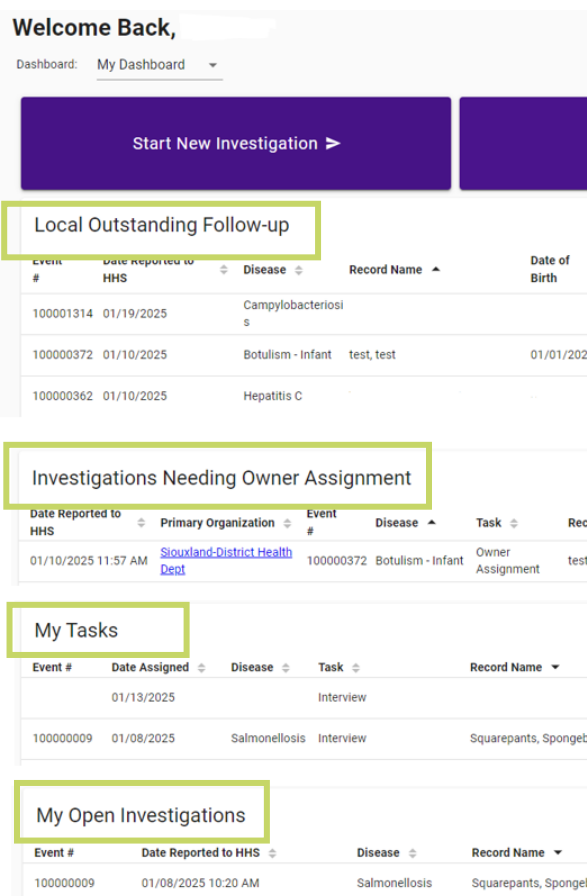 Welcome Back,
Dashboard: My Dashboard
Start New Investigation
Local Outstanding Follow-up
Event # Date Reported to HHS Disease Record Name Date of Birth
100001314 01/19/2025 Campylobacteriosi
s
100000372 01/10/2025 Botulism - Infant test, test 01/01/202
100000362 01/10/2025 Hepatitis C
Investigations Needing Owner Assignment
Date Reported to HHS Primary Organization Event # Disease Task Rec
01/10/2025 11:57 AM Siouxland-District Health Dept 100000372 Botulism - Infant Owner Assignment test
My Tasks
Event # Date Assigned Disease Task Record Name
01/13/2025 Interview
100000009 01/08/2025 Salmonellosis Interview Squarepants, Spongeb
My Open Investigations
Event # Date Reported to HHS Disease Record Name
100000009 01/08/2025 10:20 AM Salmonellosis Squarepants, Spongeb